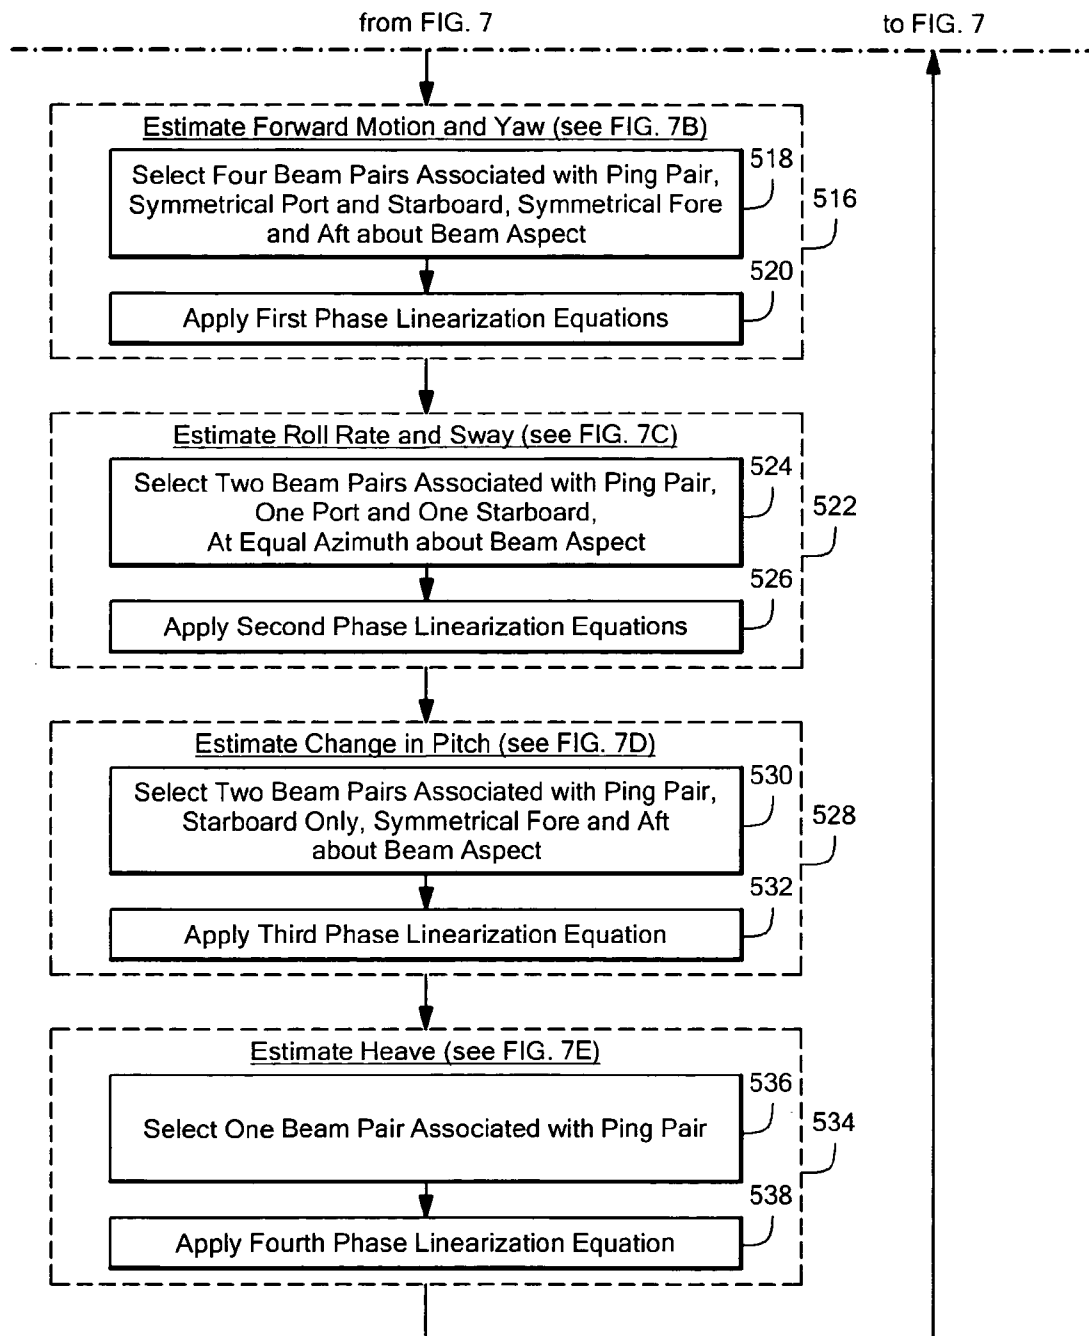 from FIG. 7
to FIG. 7
Estimate Forward Motion and Yaw (see FIG. 7B)
518
Select Four Beam Pairs Associated with Ping Pair,
Symmetrical Port and Starboard, Symmetrical Fore
and Aft about Beam Aspect
516
520
Apply First Phase Linearization Equations
Estimate Roll Rate and Sway (see FIG. 7C)
524
Select Two Beam Pairs Associated with Ping Pair,
One Port and One Starboard,
At Equal Azimuth about Beam Aspect
522
526
Apply Second Phase Linearization Equations
Estimate Change in Pitch (see FIG. 7D)
530
Select Two Beam Pairs Associated with Ping Pair,
Starboard Only, Symmetrical Fore and Aft
about Beam Aspect
528
532
Apply Third Phase Linearization Equation
Estimate Heave (see FIG. 7E)
536
Select One Beam Pair Associated with Ping Pair
534
538
Apply Fourth Phase Linearization Equation